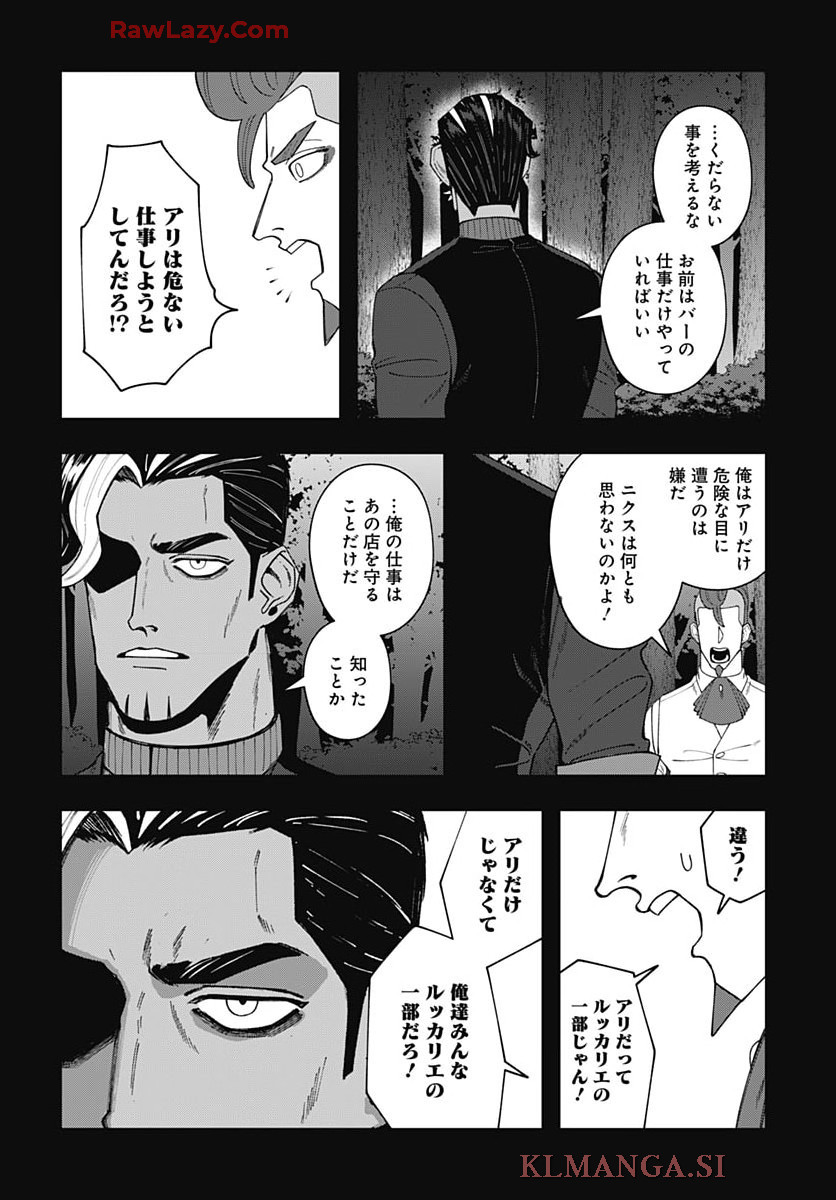 RawLazy.com
…くだらない
事を考えるな
お前はバーの
仕事だけやって
いればいい
アリは危ない
仕事しようと
してんだろ!?
俺はアリだけ
危険な目に
遭うのは
嫌だ
ニクスは何とも
思わないのかよ!
…俺の仕事は
あの店を守る
ことだけだ
知った
ことか
違う!
アリだって
ルッカリエの
一部じゃん!
アリだけ
じゃなくて
俺達みんな
ルッカリエの
一部だろ!
KLMANGA.SI